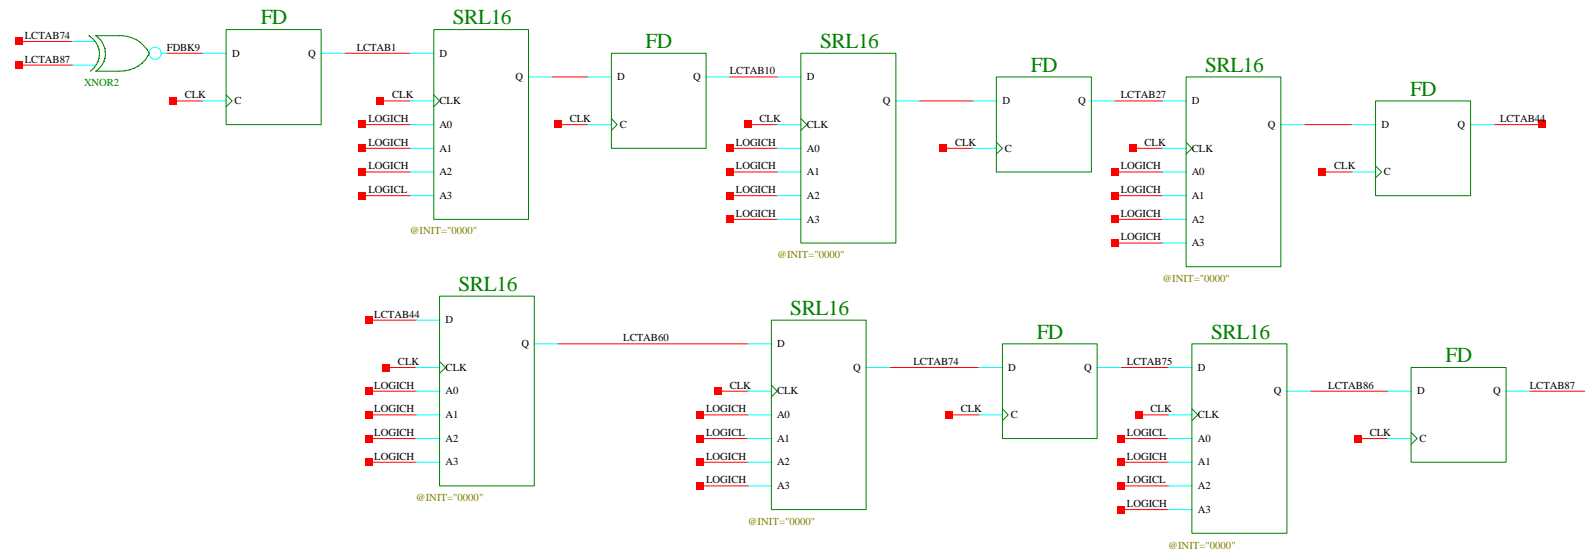 FD
SRL16
FD
SRL16
FD
SRL16
FD
LCTAB74
LCTAB87
XNOR2
FDBK9
D
Q
CLK
C
LCTAB1
D
Q
CLK
CLK
LOGICH
A0
LOGICH
A1
LOGICH
A2
LOGICL
A3
@INIT="0000"
D
Q
CLK
C
LCTAB10
D
Q
CLK
CLK
LOGICH
A0
LOGICH
A1
LOGICH
A2
LOGICH
A3
@INIT="0000"
D
Q
CLK
C
LCTAB27
D
Q
CLK
CLK
LOGICH
A0
LOGICH
A1
LOGICH
A2
LOGICH
A3
@INIT="0000"
D
Q
CLK
C
LCTAB44
SRL16
SRL16
FD
SRL16
FD
LCTAB44
D
Q
CLK
CLK
LOGICH
A0
LOGICH
A1
LOGICH
A2
LOGICH
A3
@INIT="0000"
LCTAB60
D
Q
CLK
CLK
LOGICH
A0
LOGICL
A1
LOGICH
A2
LOGICH
A3
@INIT="0000"
LCTAB74
D
Q
CLK
C
LCTAB75
D
Q
CLK
CLK
LOGICL
A0
LOGICH
A1
LOGICL
A2
LOGICH
A3
@INIT="0000"
LCTAB86
D
Q
CLK
C
LCTAB87